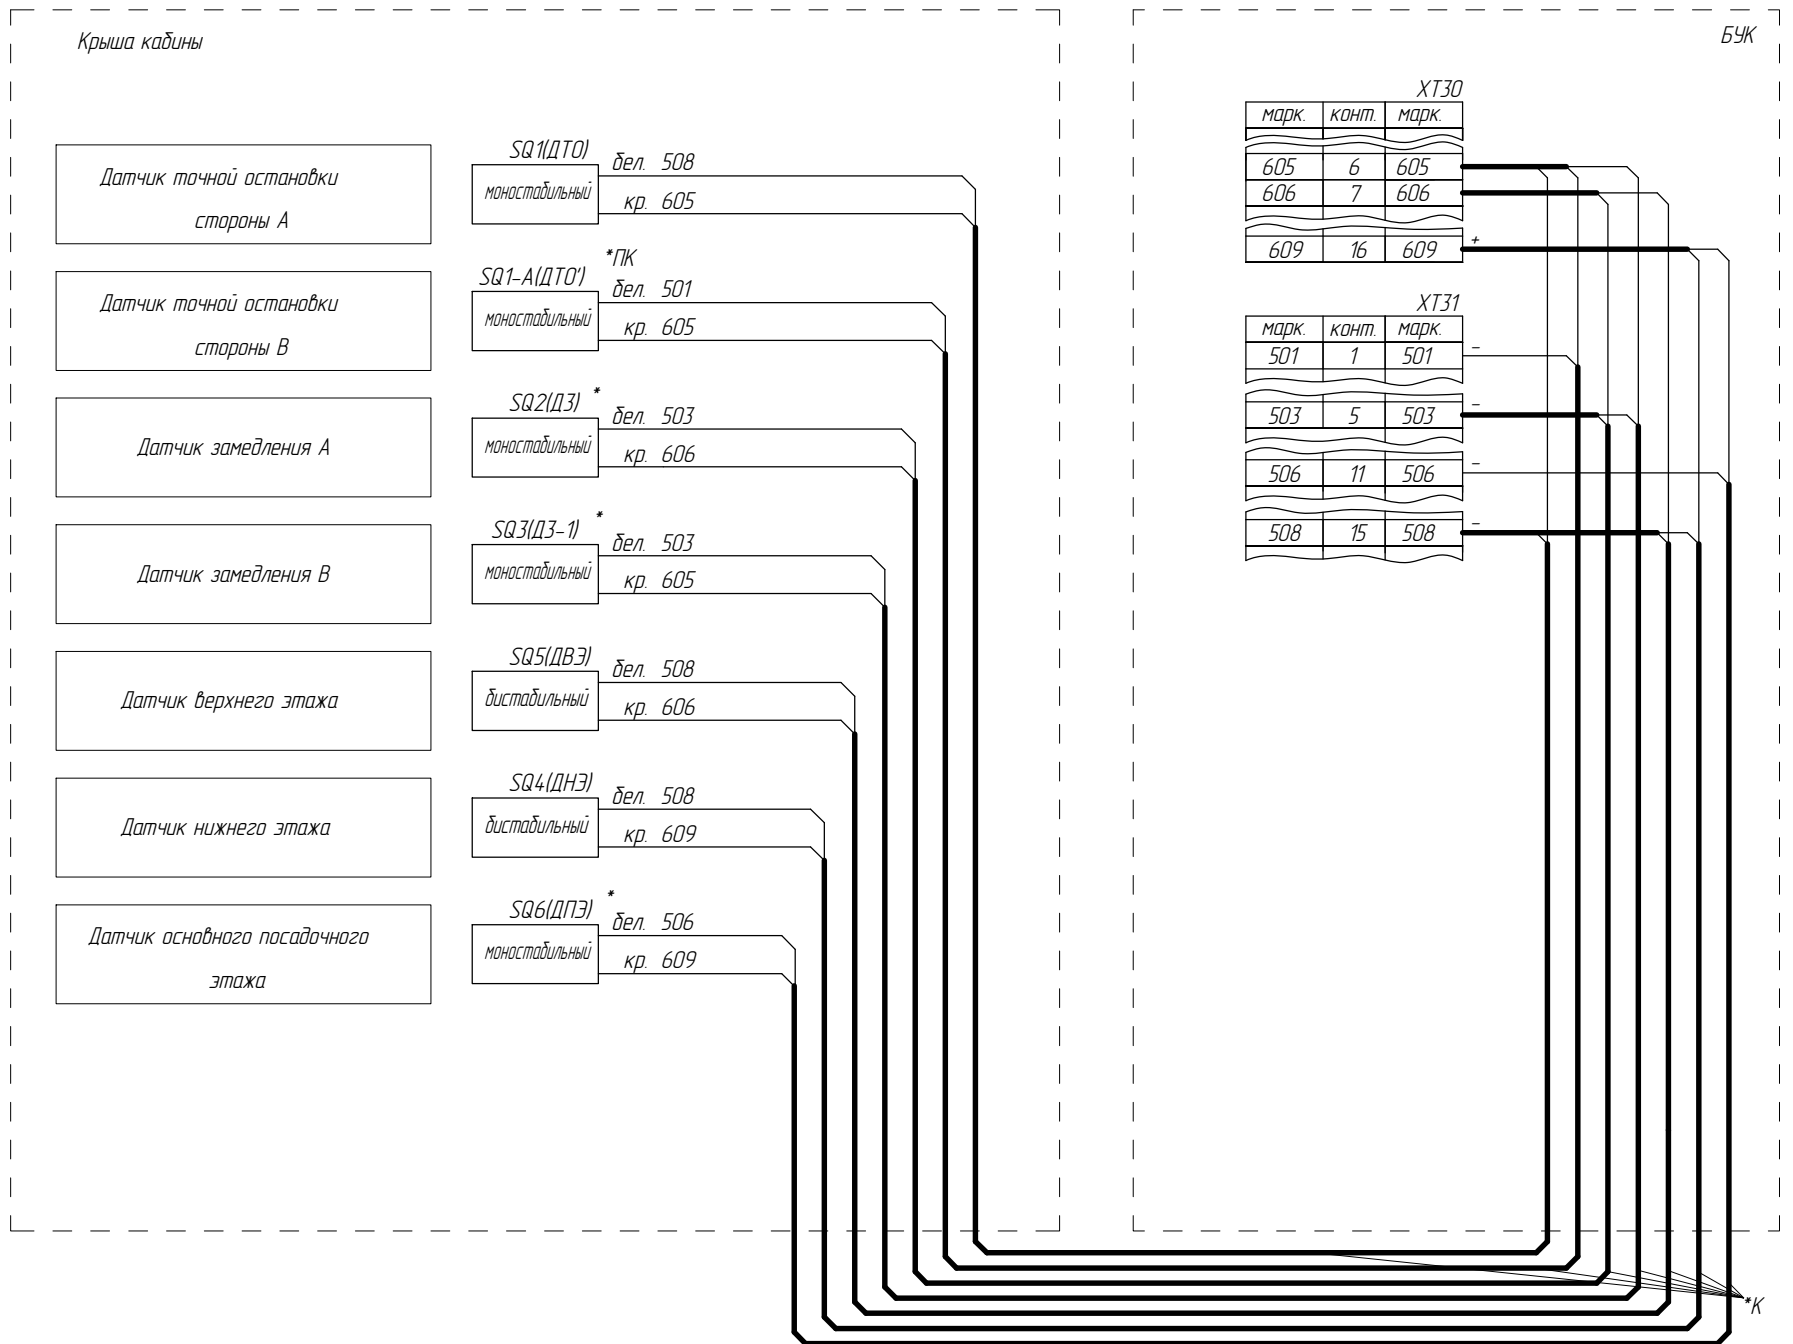 Крыша кабины
БУК
XT30
марк. конт. марк.
605 6 605
606 7 606
609 16 609 +
XT31
марк. конт. марк.
501 1 501 -
503 5 503 -
506 11 506 -
508 15 508 -
Датчик точной остановки
стороны А
SQ1(ДТО)
моностабильный
бел. 508
кр. 605
Датчик точной остановки
стороны В
*ПК
SQ1-А(ДТО')
моностабильный
бел. 501
кр. 605
Датчик замедления А
SQ2(ДЗ) *
моностабильный
бел. 503
кр. 606
Датчик замедления В
SQ3(ДЗ-1) *
моностабильный
бел. 503
кр. 605
Датчик верхнего этажа
SQ5(ДВЭ)
бистабильный
бел. 508
кр. 606
Датчик нижнего этажа
SQ4(ДНЭ)
бистабильный
бел. 508
кр. 609
Датчик основного посадочного
этажа
SQ6(ДПЭ) *
моностабильный
бел. 506
кр. 609
*К